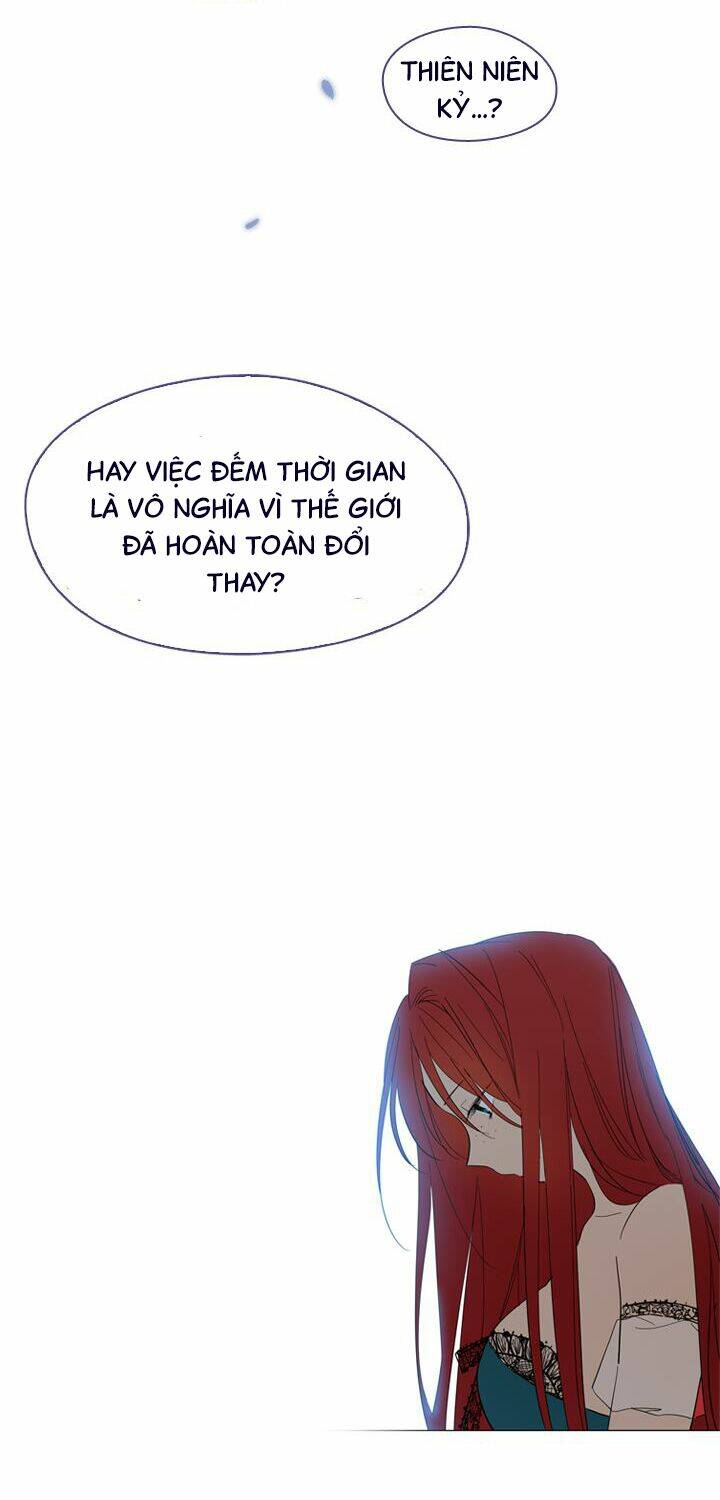 THIÊN NIÊN
KỶ...?
HAY VIỆC ĐẾM THỜI GIAN
LÀ VÔ NGHĨA VÌ THẾ GIỚI
ĐÃ HOÀN TOÀN ĐỔI
THAY?